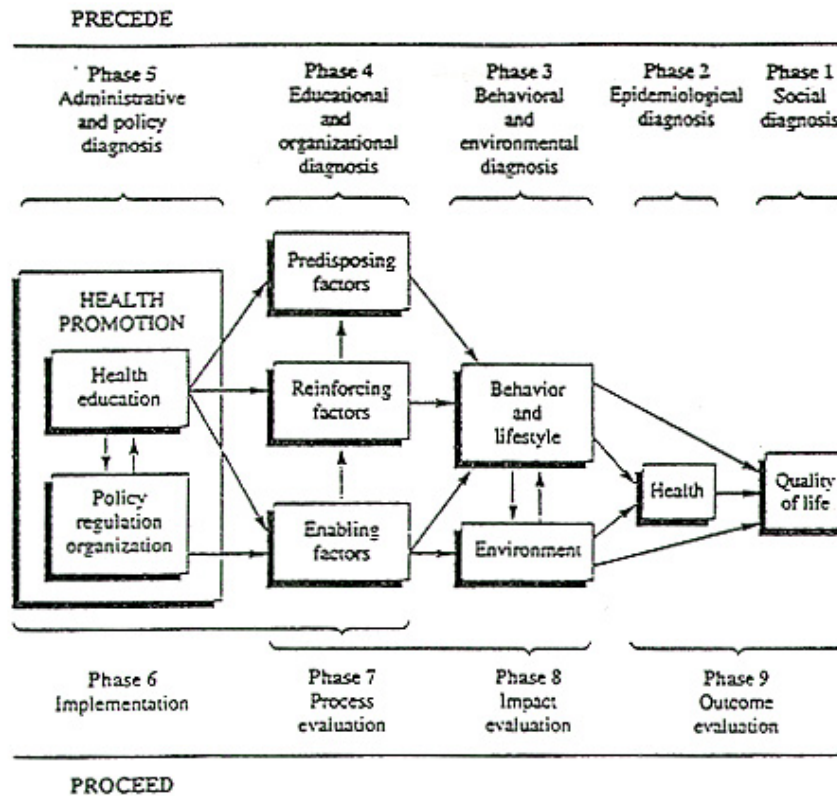 PRECEDE
Phase 5
Administrative
and policy
diagnosis
Phase 4
Educational
and
organizational
diagnosis
Phase 3
Behavioral
and
environmental
diagnosis
Phase 2
Epidemiological
diagnosis
Phase 1
Social
diagnosis
HEALTH
PROMOTION
Health
education
Policy
regulation
organization
Predisposing
factors
Reinforcing
factors
Enabling
factors
Behavior
and
lifestyle
Environment
Health
Quality
of life
Phase 6
Implementation
Phase 7
Process
evaluation
Phase 8
Impact
evaluation
Phase 9
Outcome
evaluation
PROCEED